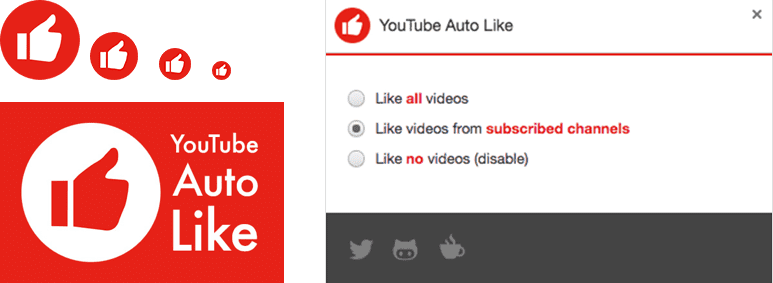 YouTube
Auto
Like
YouTube Auto Like
Like all videos
Like videos from subscribed channels
Like no videos (disable)